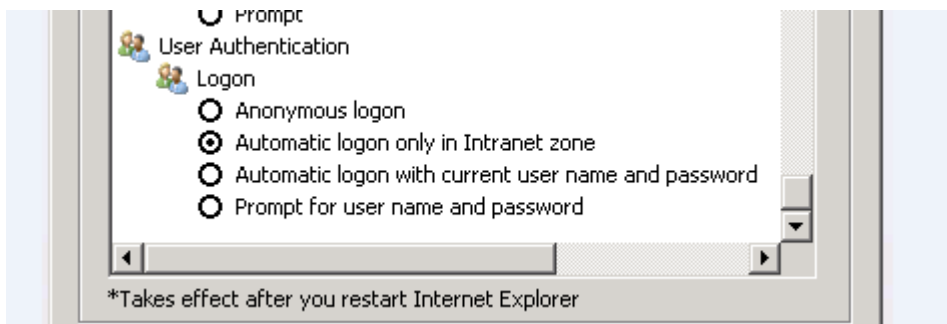 Prompt
User Authentication
Logon
Anonymous logon
Automatic logon only in Intranet zone
Automatic logon with current user name and password
Prompt for user name and password
*Takes effect after you restart Internet Explorer